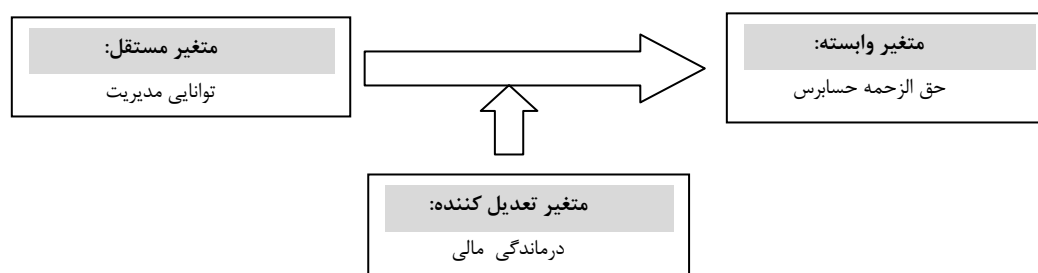 متغیر مستقل:
توانایی مدیریت
متغیر وابسته:
حق الزحمه حسابرس
متغیر تعدیل کننده:
درماندگی مالی